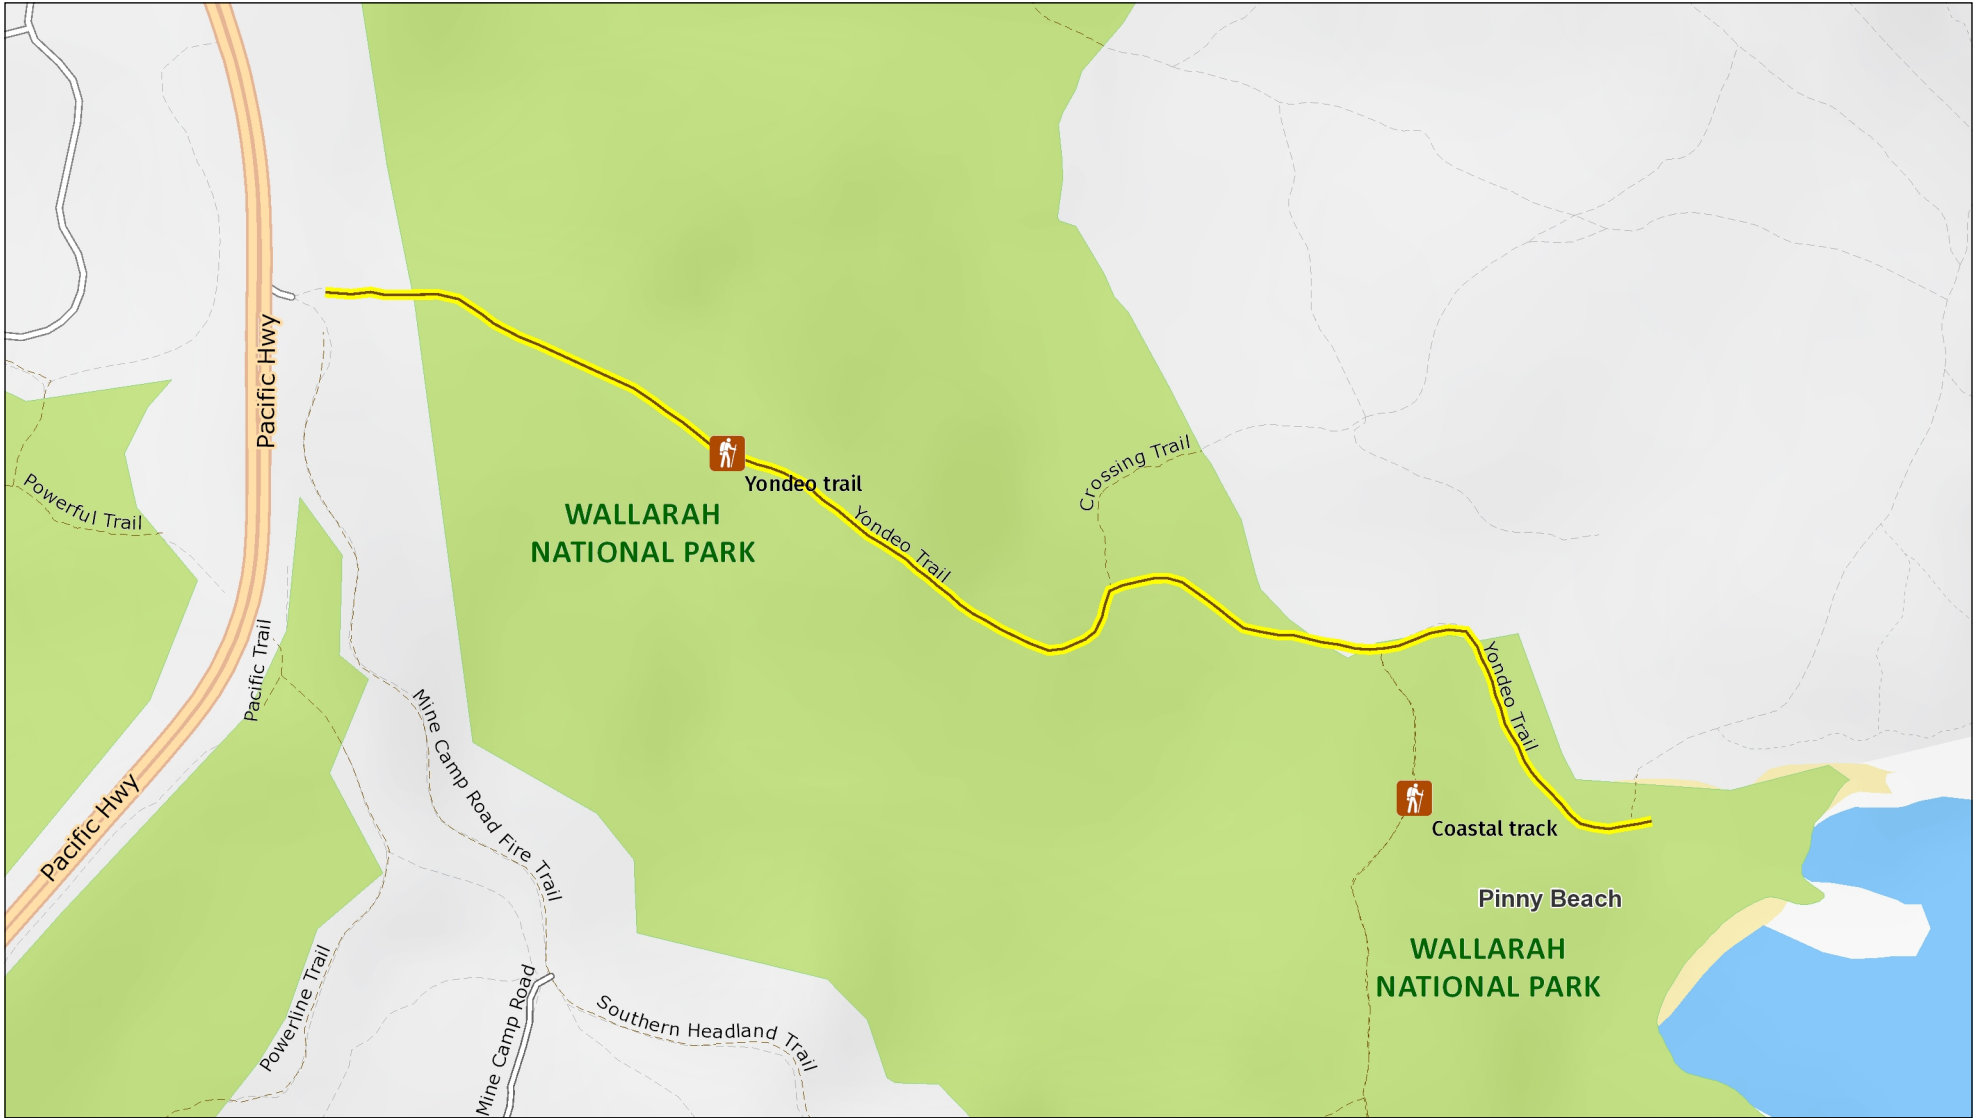 Pacific Hwy
Crossing Trail
Powerful Trail
Yondeo trail
WALLARAH
NATIONAL PARK
Yondeo Trail
Pacific Trail
Yondeo Trail
Mine Camp Road Fire Trail
Pacific Hwy
Coastal track
Pinny Beach
WALLARAH
NATIONAL PARK
Powerline Trail
Mine Camp Road
Southern Headland Trail